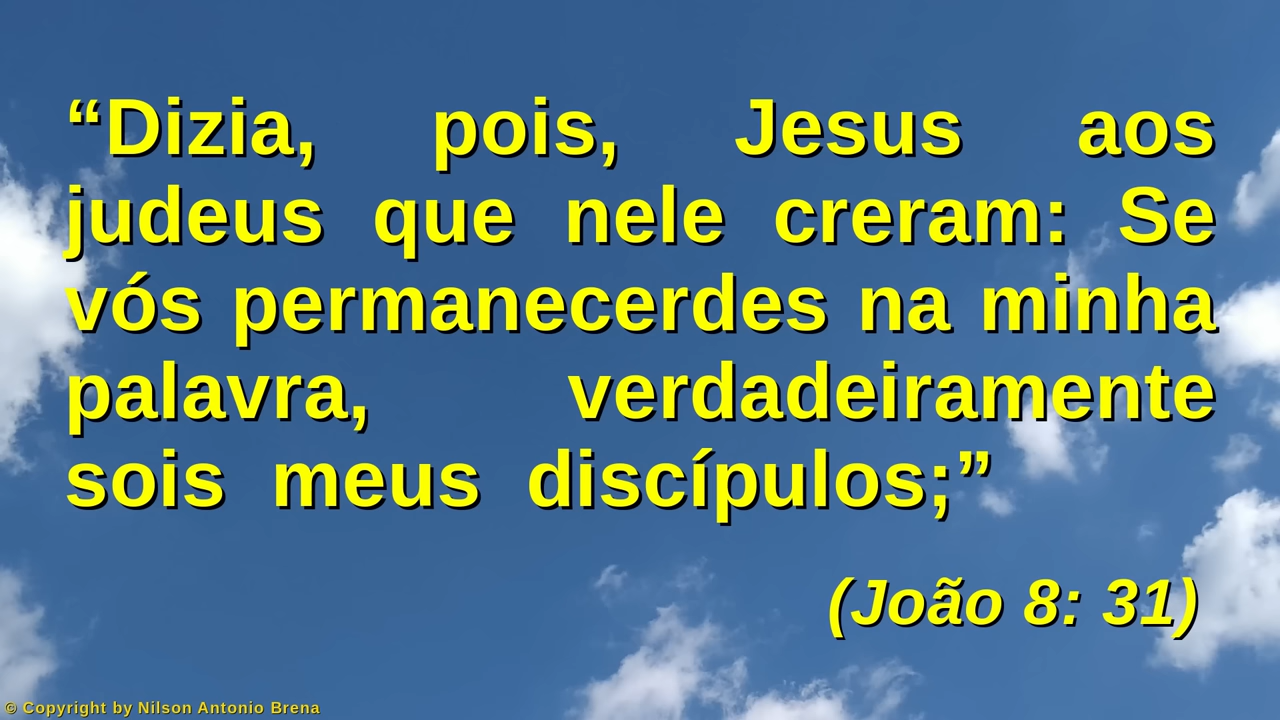 “Dizia, pois, Jesus aos
judeus que nele creram: Se
vós permanecerdes na minha
palavra, verdadeiramente
sois meus discípulos;”
(João 8: 31)
© Copyright by Nilson Antonio Brena